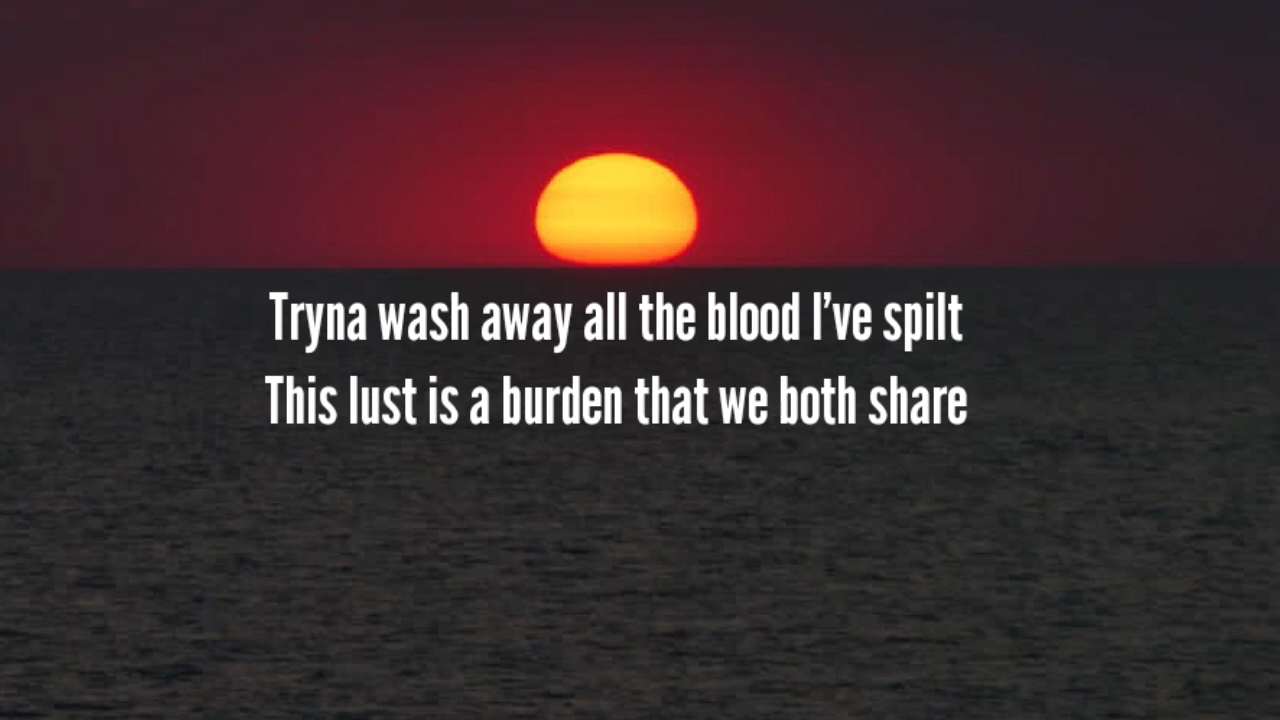 Tryna wash away all the blood I’ve spilt
This lust is a burden that we both share